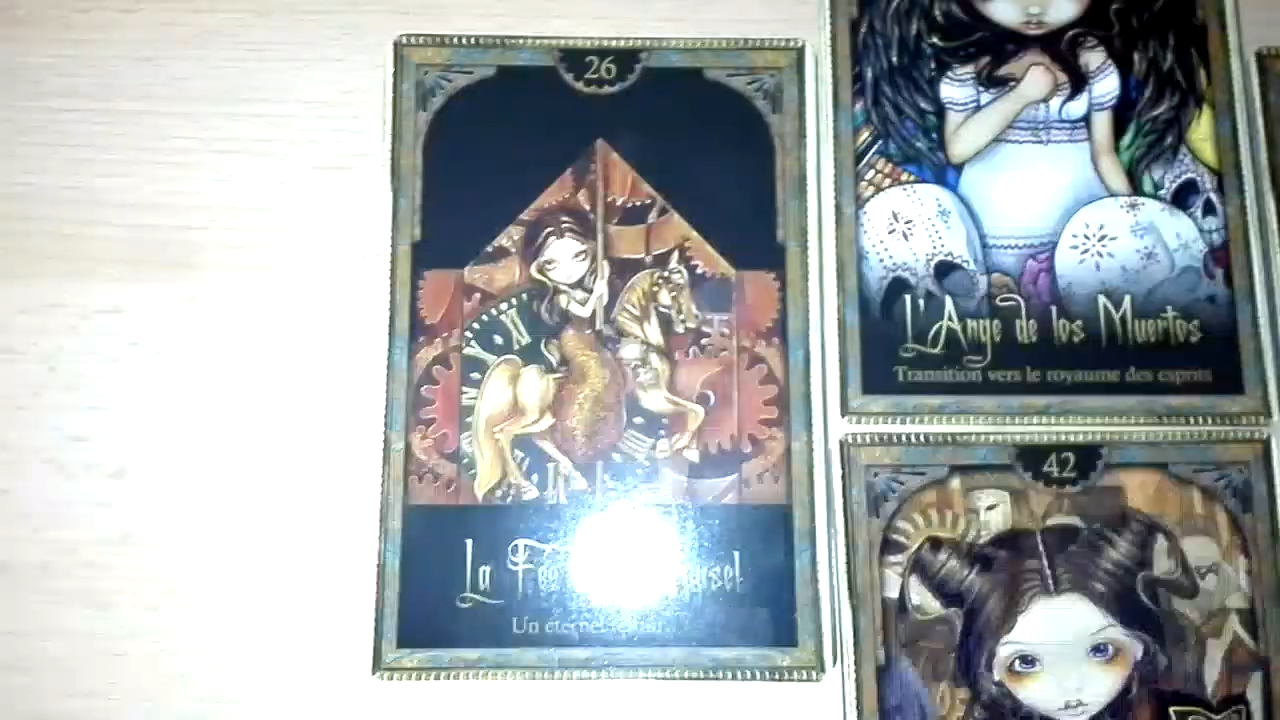 26
La Fée
Un éternel
L'Ange de los Muertos
Transition vers le royaume des esprits
42